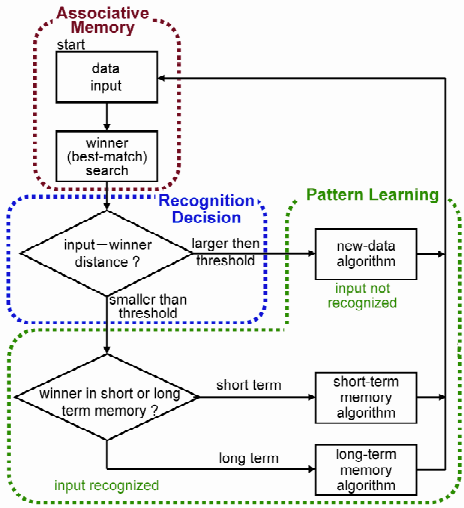 Associative
Memory
start
data
input
winner
(best-match)
search
Recognition
Decision
Pattern Learning
input−winner
distance ?
larger then
threshold
new-data
algorithm
input not
recognized
smaller than
threshold
winner in short or long
term memory ?
short term
short-term
memory
algorithm
long term
long-term
memory
algorithm
input recognized